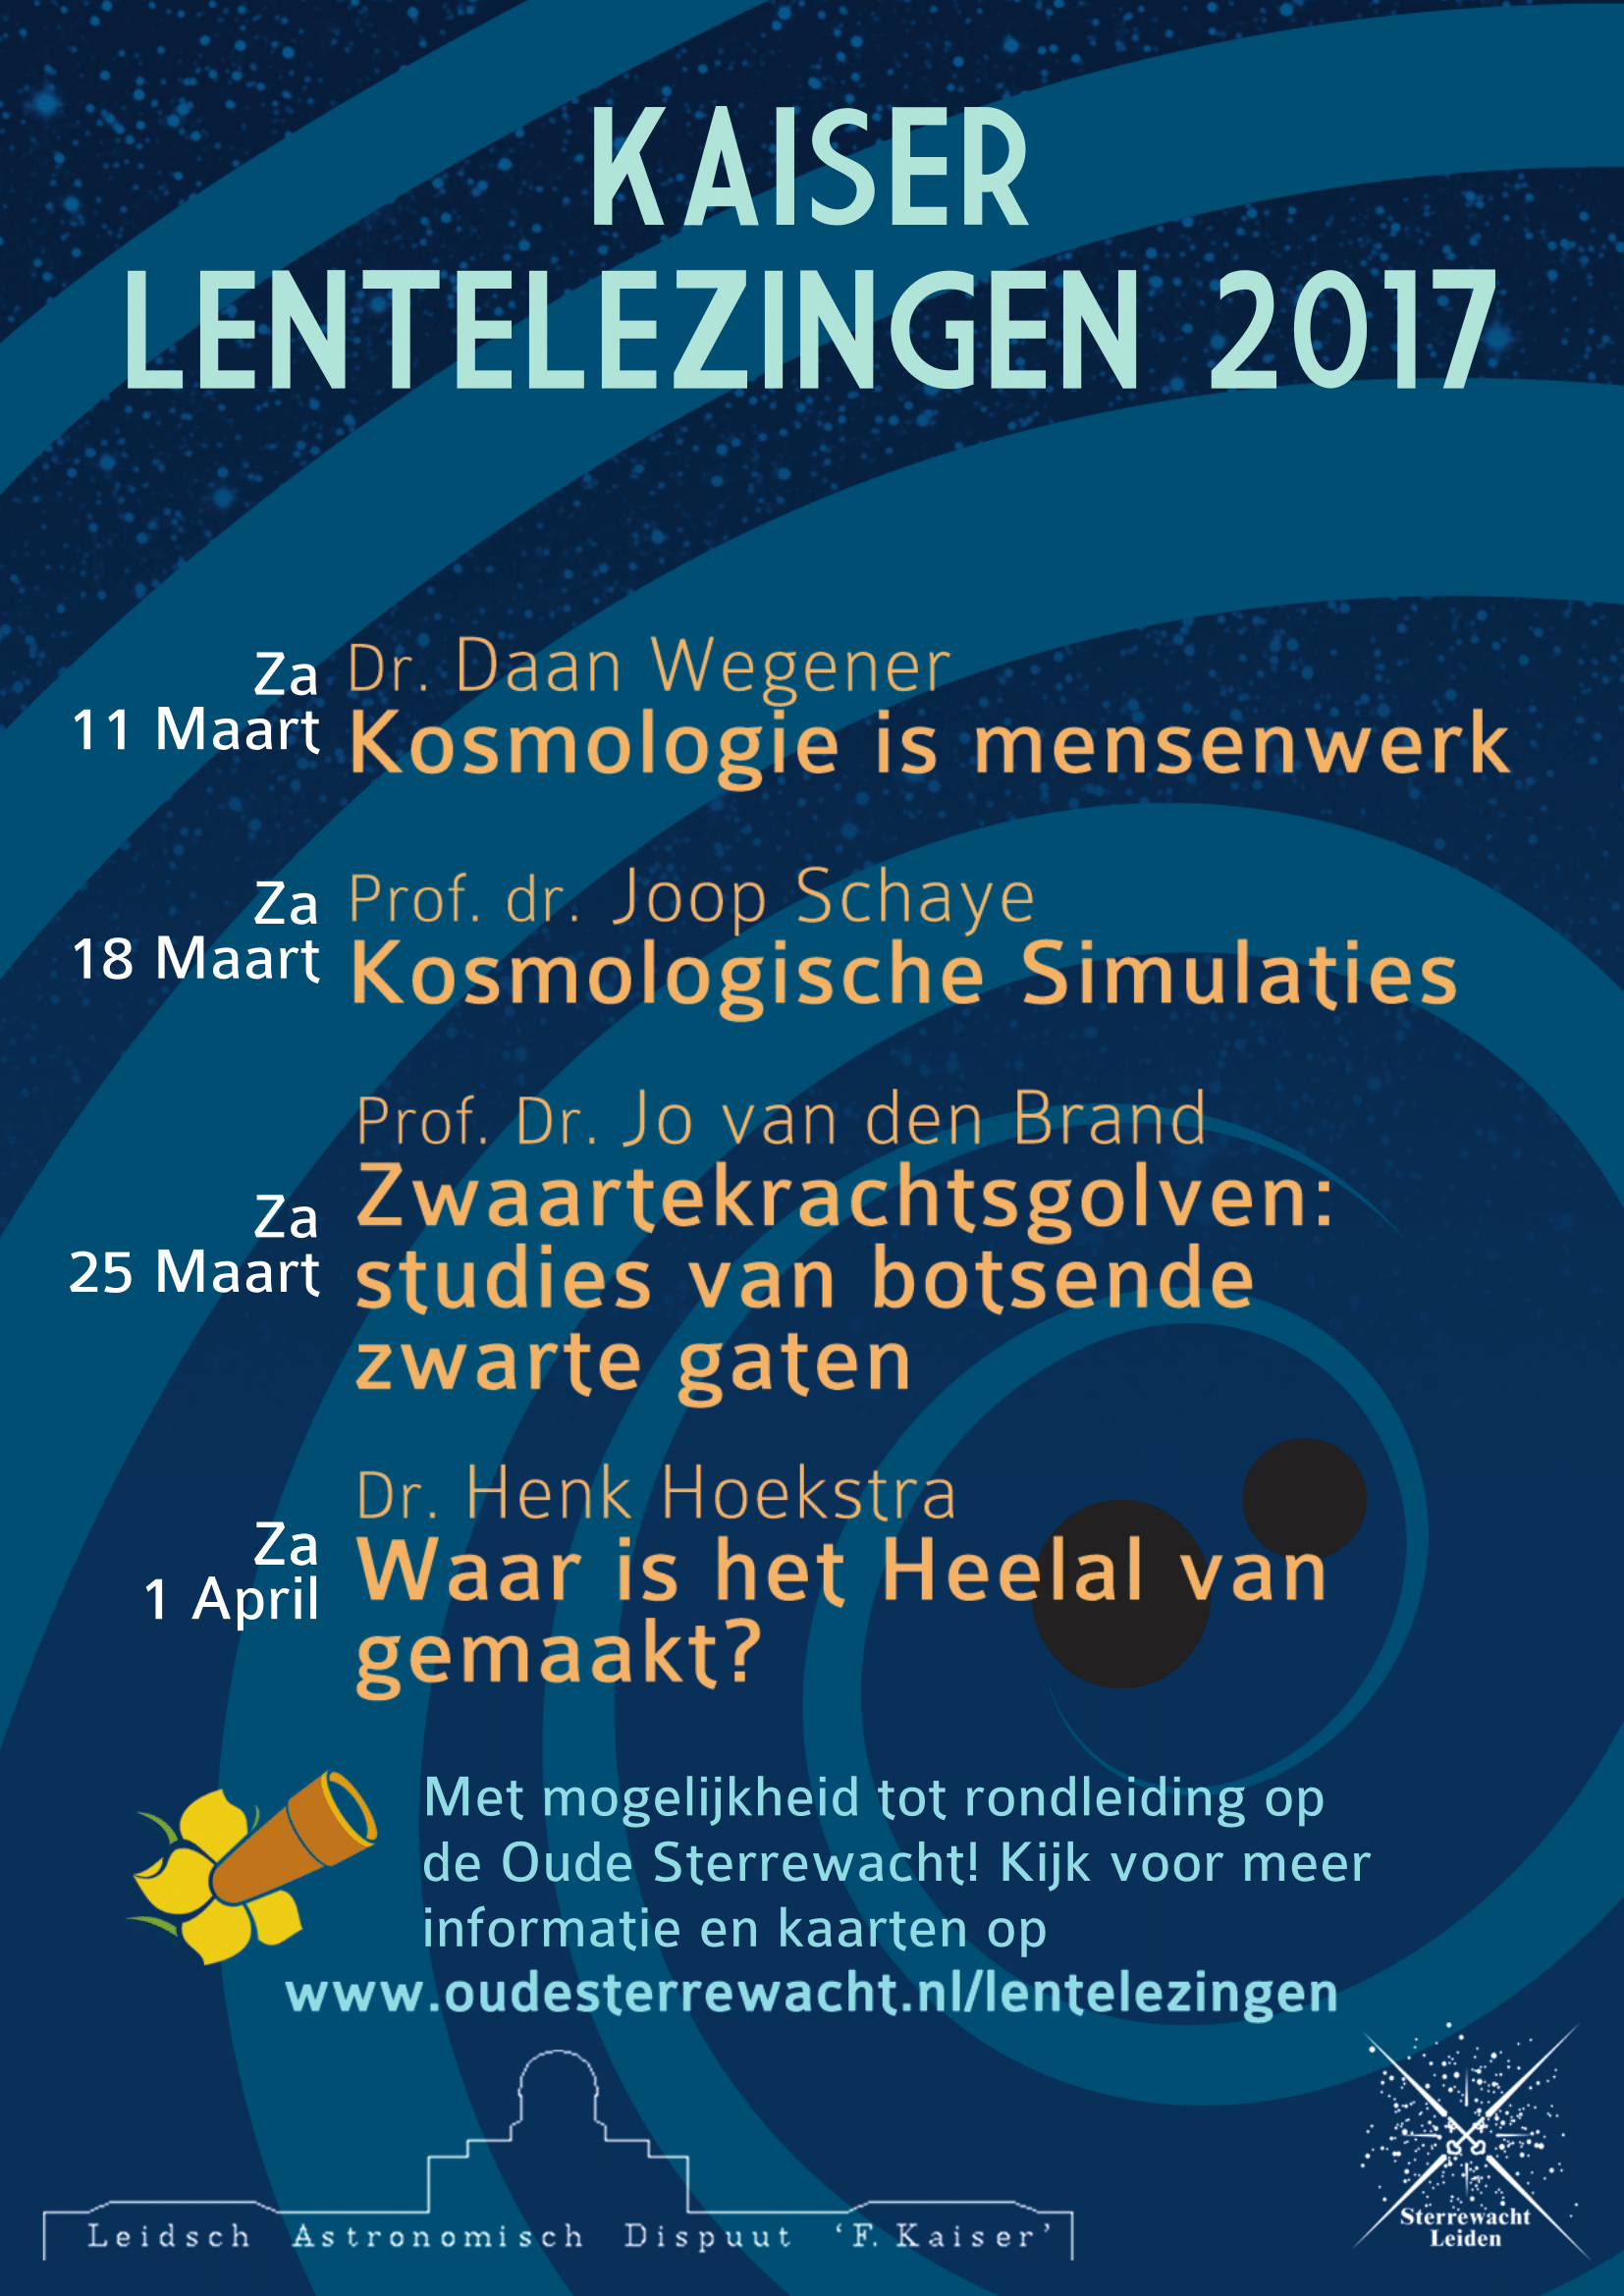 KAISER
LENTELEZINGEN 2017
Za
11 Maart
Dr. Daan Wegener
Kosmologie is mensenwerk
Za
18 Maart
Prof. dr. Joop Schaye
Kosmologische Simulaties
Za
25 Maart
Prof. Dr. Jo van den Brand
Zwaartekrachtsgolven:
studies van botsende
zwarte gaten
Za
1 April
Dr. Henk Hoekstra
Waar is het Heelal van
gemaakt?
Met mogelijkheid tot rondleiding op
de Oude Sterrewacht! Kijk voor meer
informatie en kaarten op
www.oudesterrewacht.nl/lentelezingen
Leidsch Astronomisch Dispuut ‘F. Kaiser’
Sterrewacht
Leiden